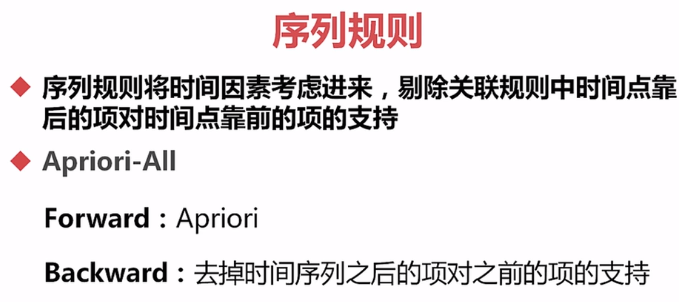 序列规则
序列规则将时间因素考虑进来，剔除关联规则中时间点靠
后的项对时间点靠前的项的支持
Apriori-All
Forward：Apriori
Backward：去掉时间序列之后的项对之前的项的支持